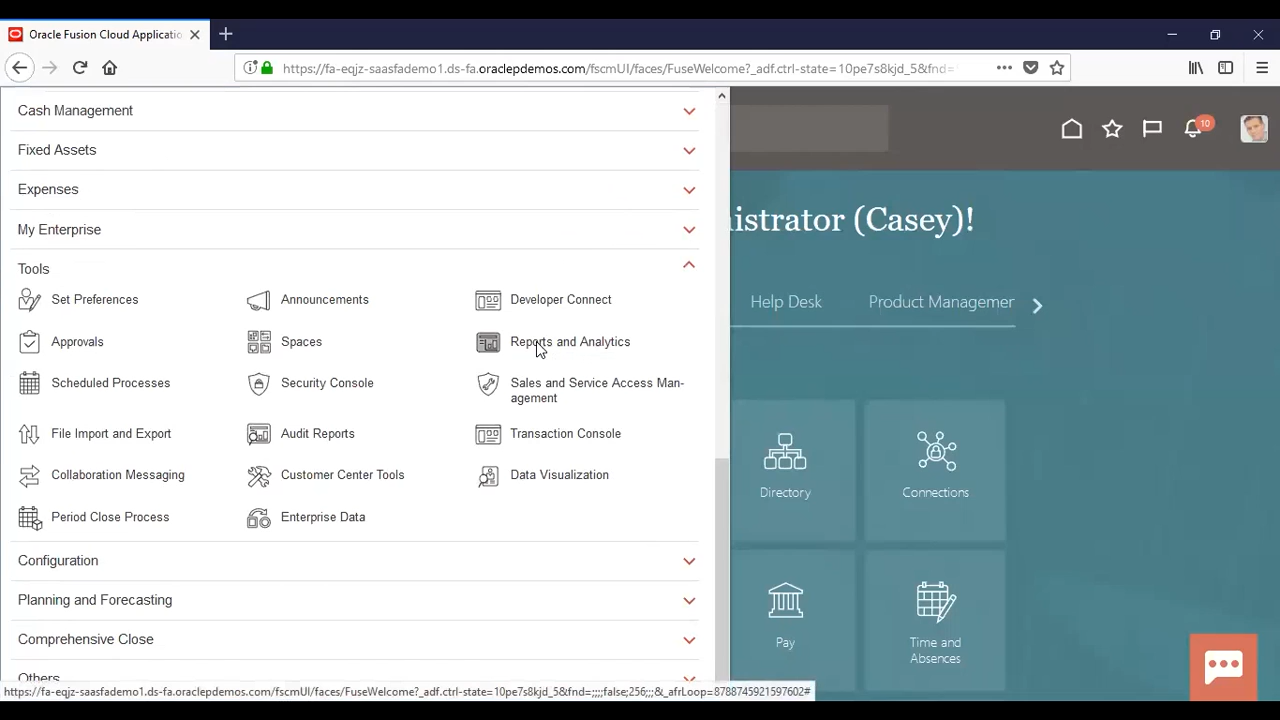 Oracle Fusion Cloud Applicatio
https://fa-eqjz-saasfademo1.ds-fa.oraclepdemos.com/fscmUI/faces/FuseWelcome?_adf.ctrl-state=10pe7s8kjd_5&fnd=
Cash Management
10
Fixed Assets
Expenses
istrator (Casey)!
My Enterprise
Tools
Set Preferences
Announcements
Developer Connect
Help Desk
Product Managemer
Approvals
Spaces
Reports and Analytics
Scheduled Processes
Security Console
Sales and Service Access Man-
agement
File Import and Export
Audit Reports
Transaction Console
Collaboration Messaging
Customer Center Tools
Data Visualization
Directory
Connections
Period Close Process
Enterprise Data
Configuration
Planning and Forecasting
Comprehensive Close
Pay
Time and
Absences
Others
https://fa-eqjz-saasfademo1.ds-fa.oraclepdemos.com/fscmUI/faces/FuseWelcome?_adf.ctrl-state=10pe7s8kjd_5&fnd=;;;;false;256;;;&_afrLoop=8788745921597602#